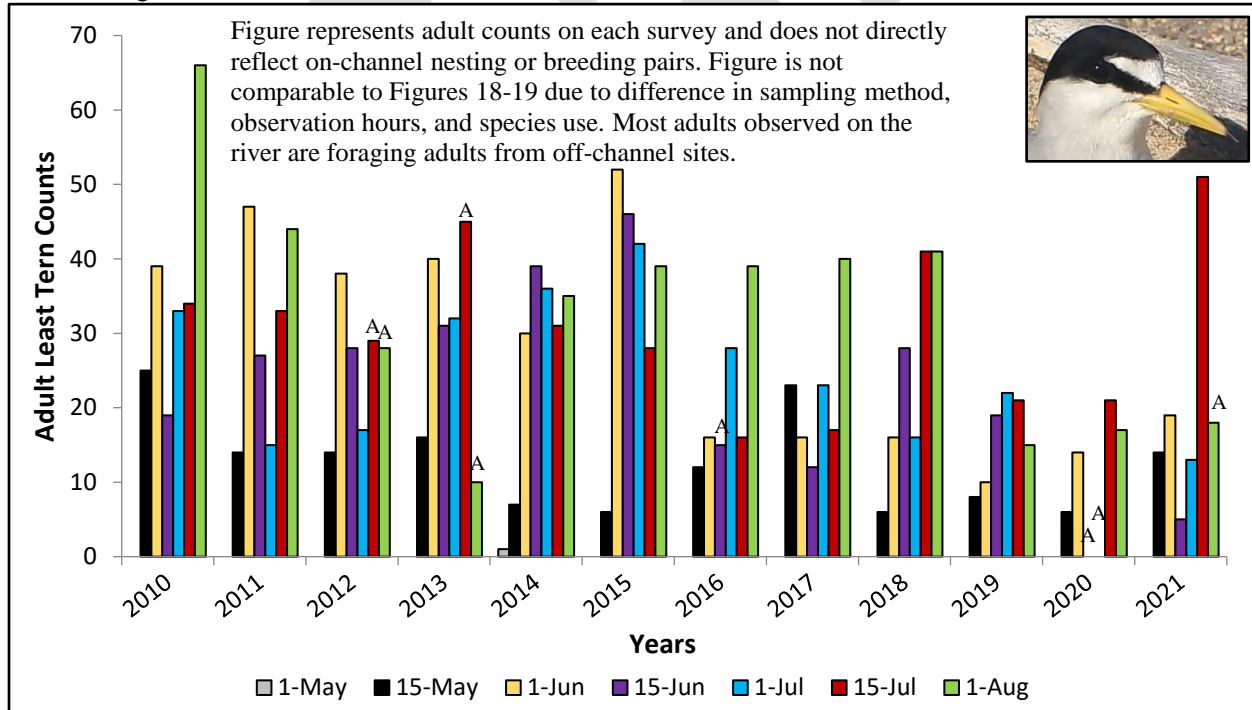 70
60
50
40
30
20
10
0
Adult Least Tern Counts
Figure represents adult counts on each survey and does not directly
reflect on-channel nesting or breeding pairs. Figure is not
comparable to Figures 18-19 due to difference in sampling method,
observation hours, and species use. Most adults observed on the
river are foraging adults from off-channel sites.
A
A
A
A
A
A
A
A
2010
2011
2012
2013
2014
2015
2016
2017
2018
2019
2020
2021
Years
1-May 15-May 1-Jun 15-Jun 1-Jul 15-Jul 1-Aug